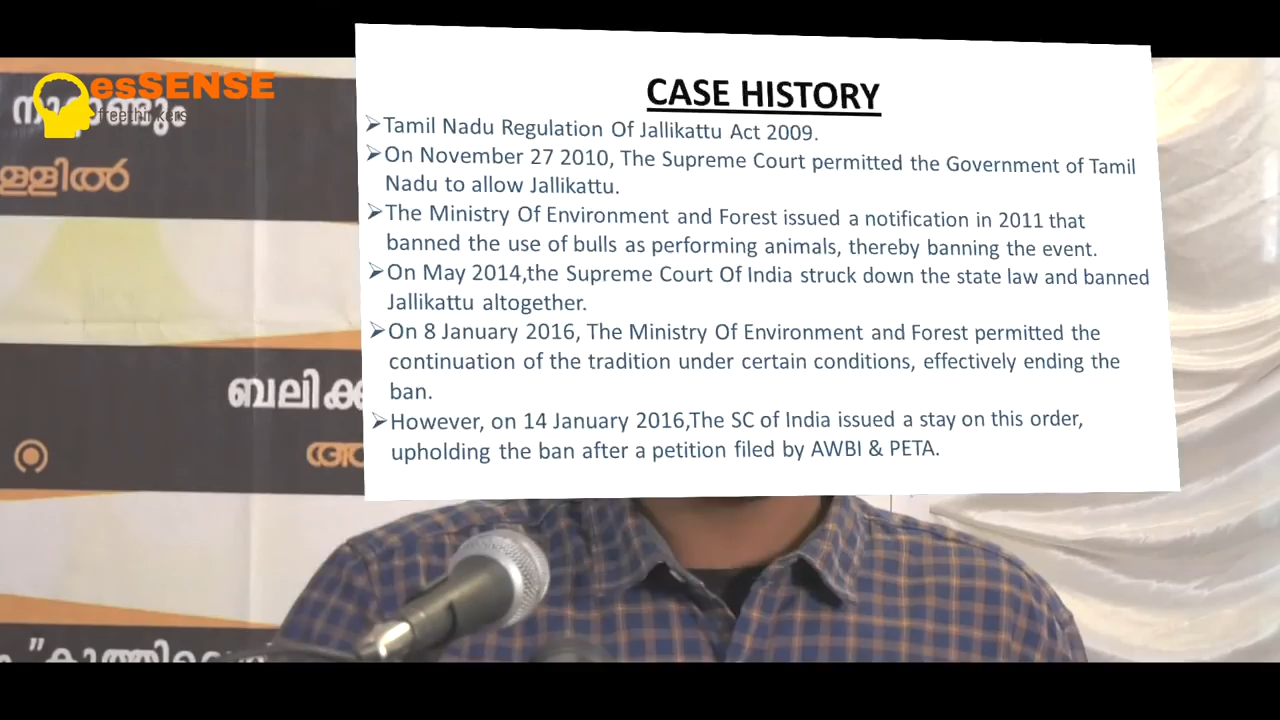 esSENSE
freethinkers
ബലിക്ക
CASE HISTORY
➢Tamil Nadu Regulation Of Jallikattu Act 2009.
➢On November 27 2010, The Supreme Court permitted the Government of Tamil
Nadu to allow Jallikattu.
➢The Ministry Of Environment and Forest issued a notification in 2011 that
banned the use of bulls as performing animals, thereby banning the event.
➢On May 2014,the Supreme Court Of India struck down the state law and banned
Jallikattu altogether.
➢On 8 January 2016, The Ministry Of Environment and Forest permitted the
continuation of the tradition under certain conditions, effectively ending the
ban.
➢However, on 14 January 2016,The SC of India issued a stay on this order,
upholding the ban after a petition filed by AWBI & PETA.